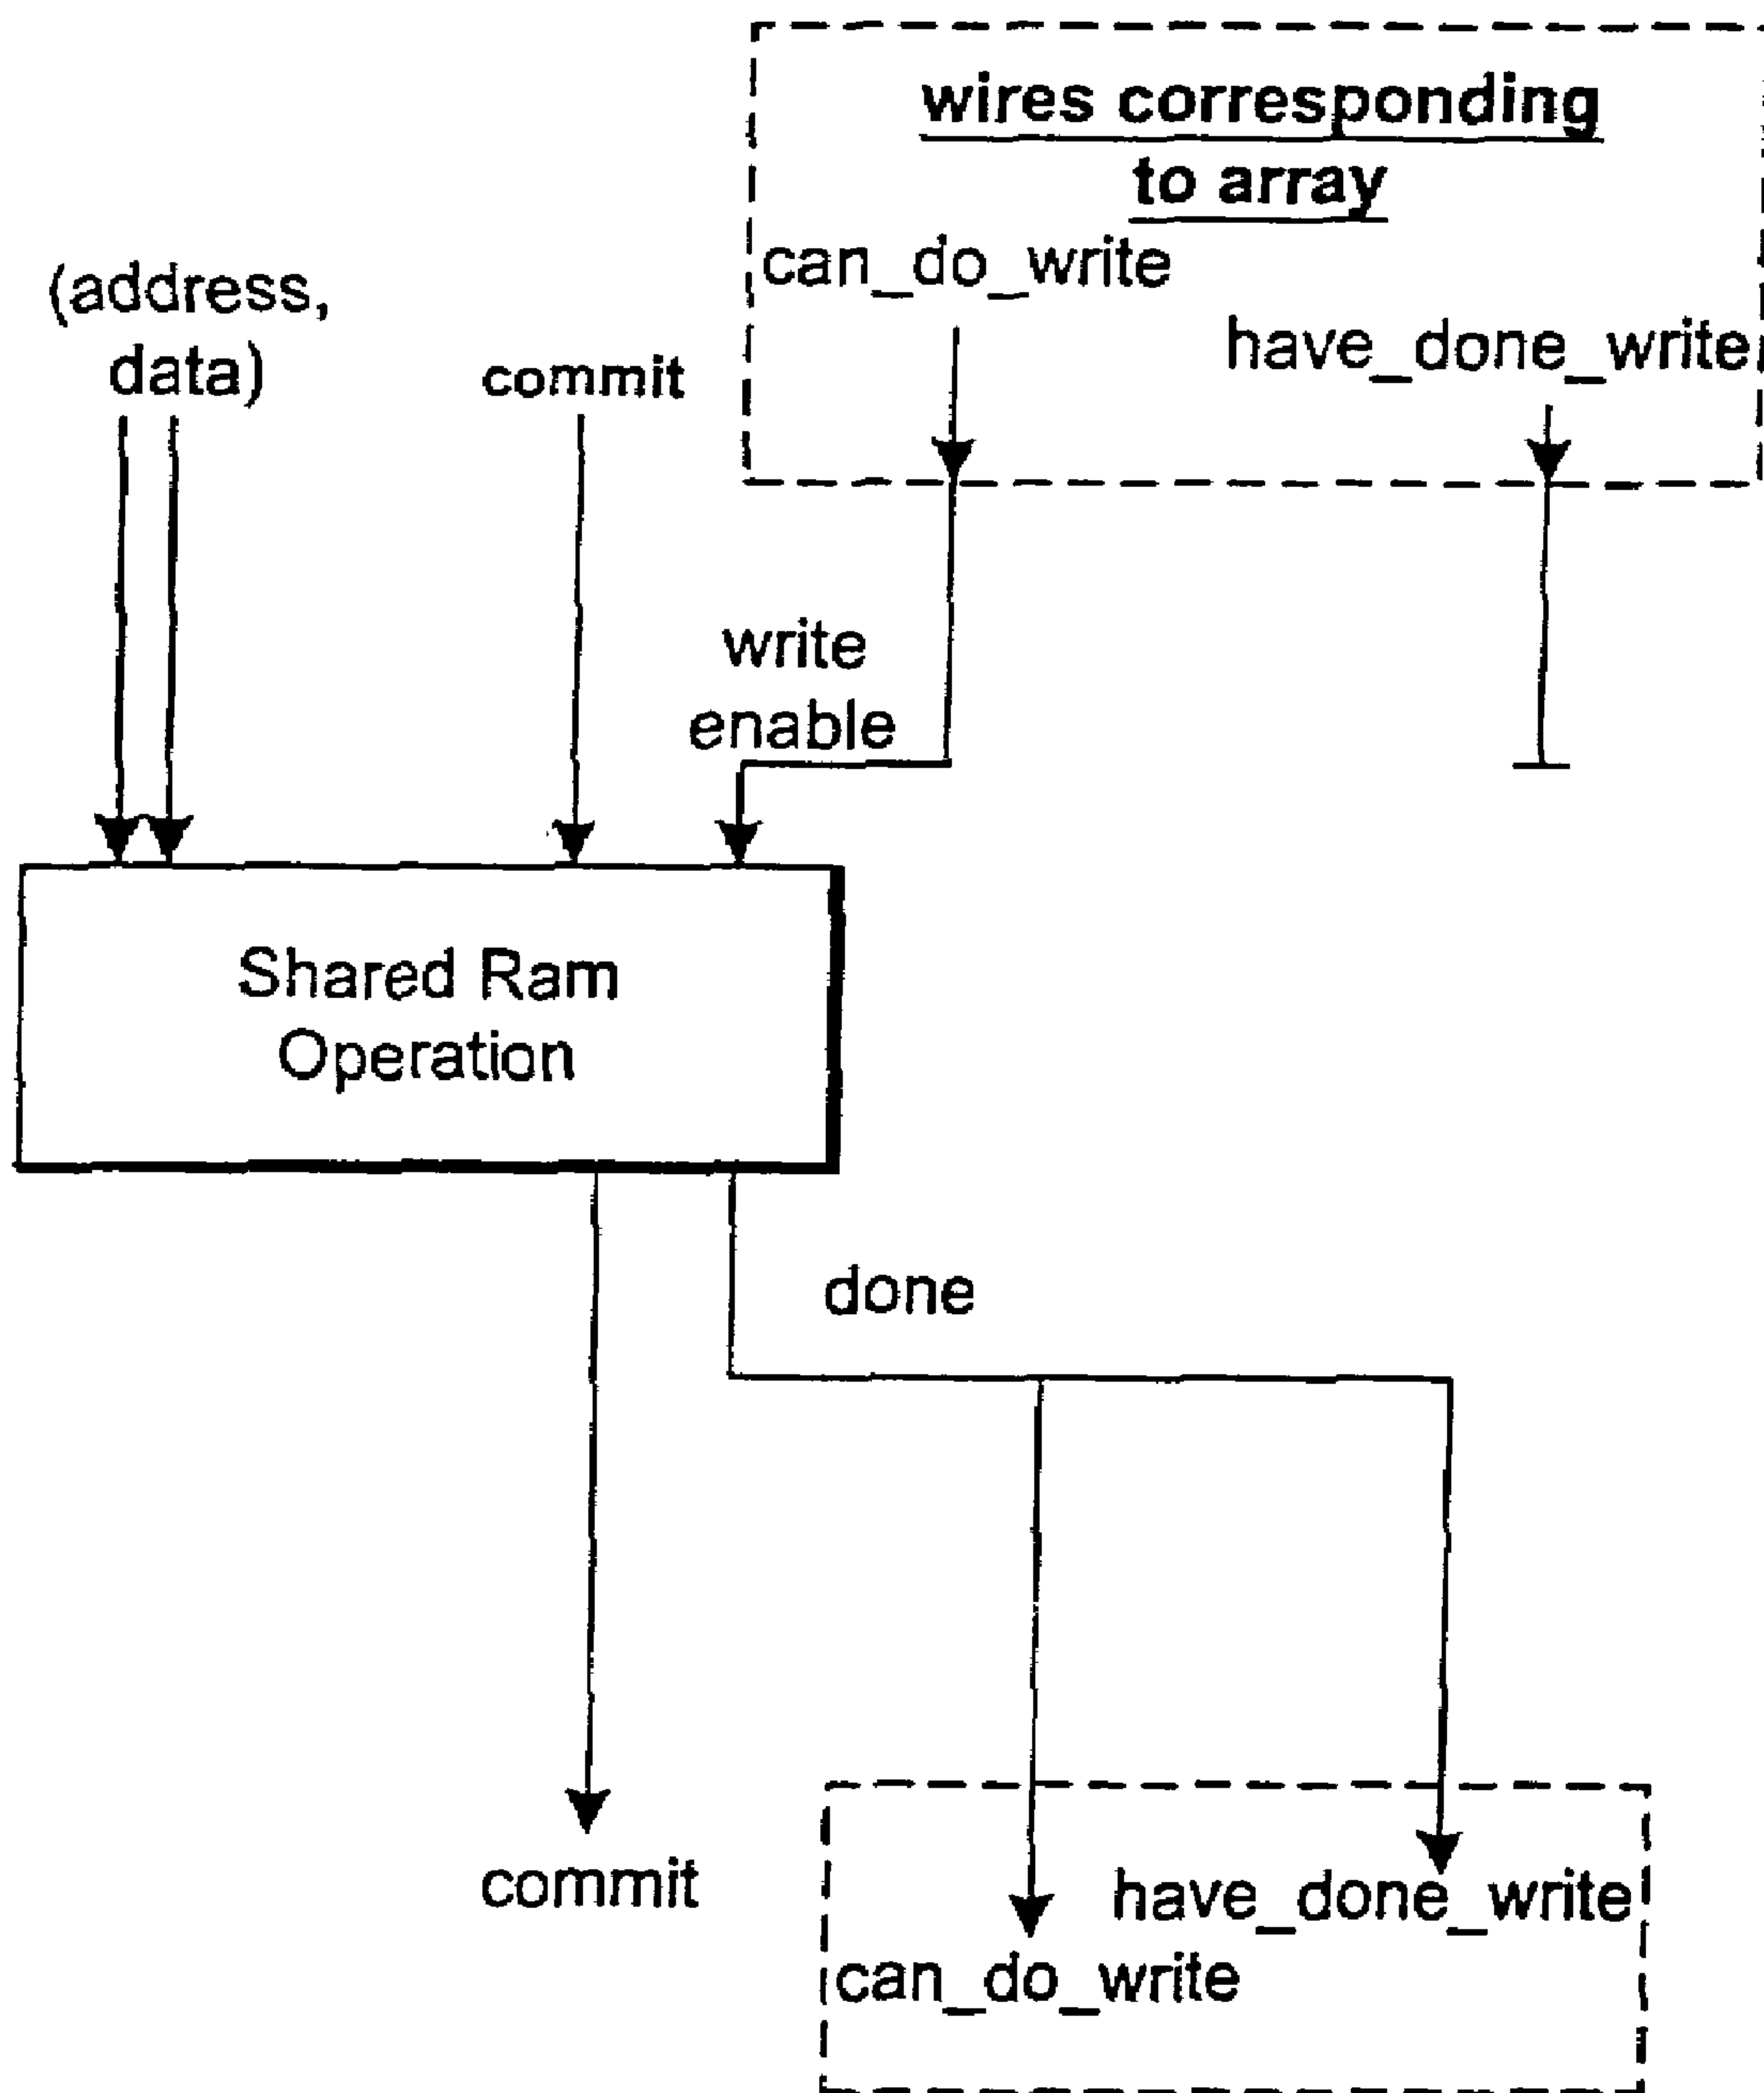 wires corresponding
to array
can_do_write
have_done_write
(address,
data)
commit
write
enable
Shared Ram
Operation
done
commit
have_done_write
can_do_write